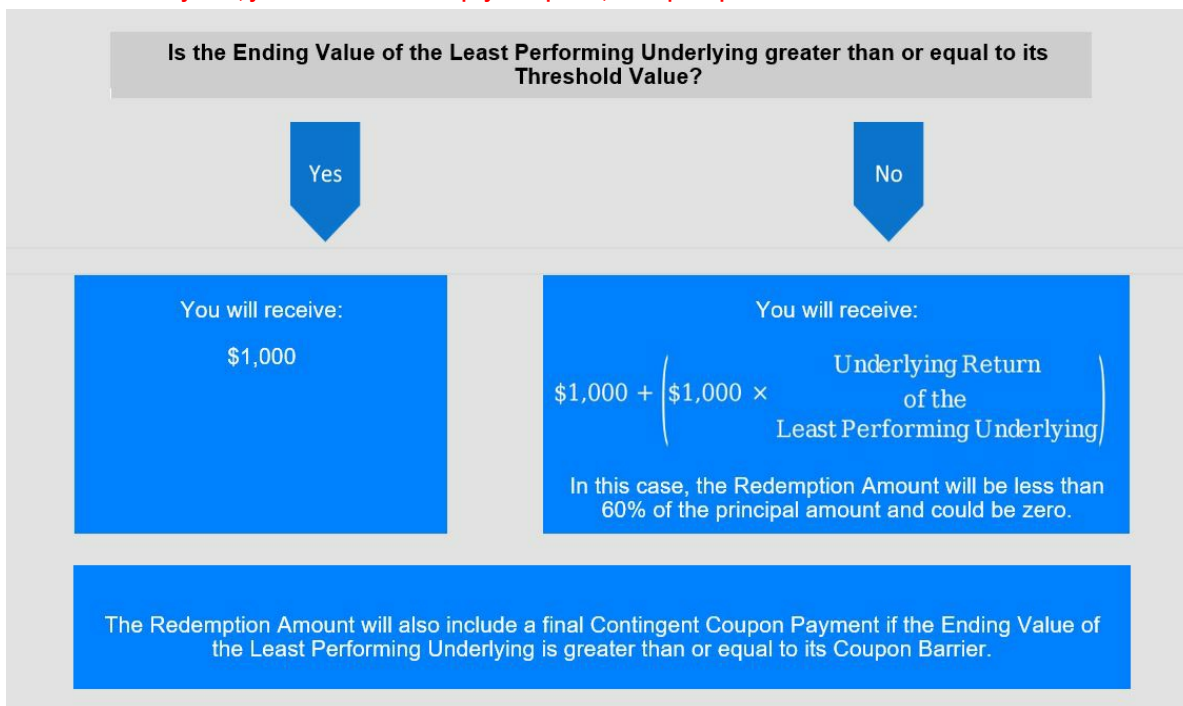 Is the Ending Value of the Least Performing Underlying greater than or equal to its
Threshold Value?
Yes
No
You will receive:
$1,000
You will receive:
$1,000 + ($1,000 × Underlying Return
of the
Least Performing Underlying)
In this case, the Redemption Amount will be less than
60% of the principal amount and could be zero.
The Redemption Amount will also include a final Contingent Coupon Payment if the Ending Value of
the Least Performing Underlying is greater than or equal to its Coupon Barrier.